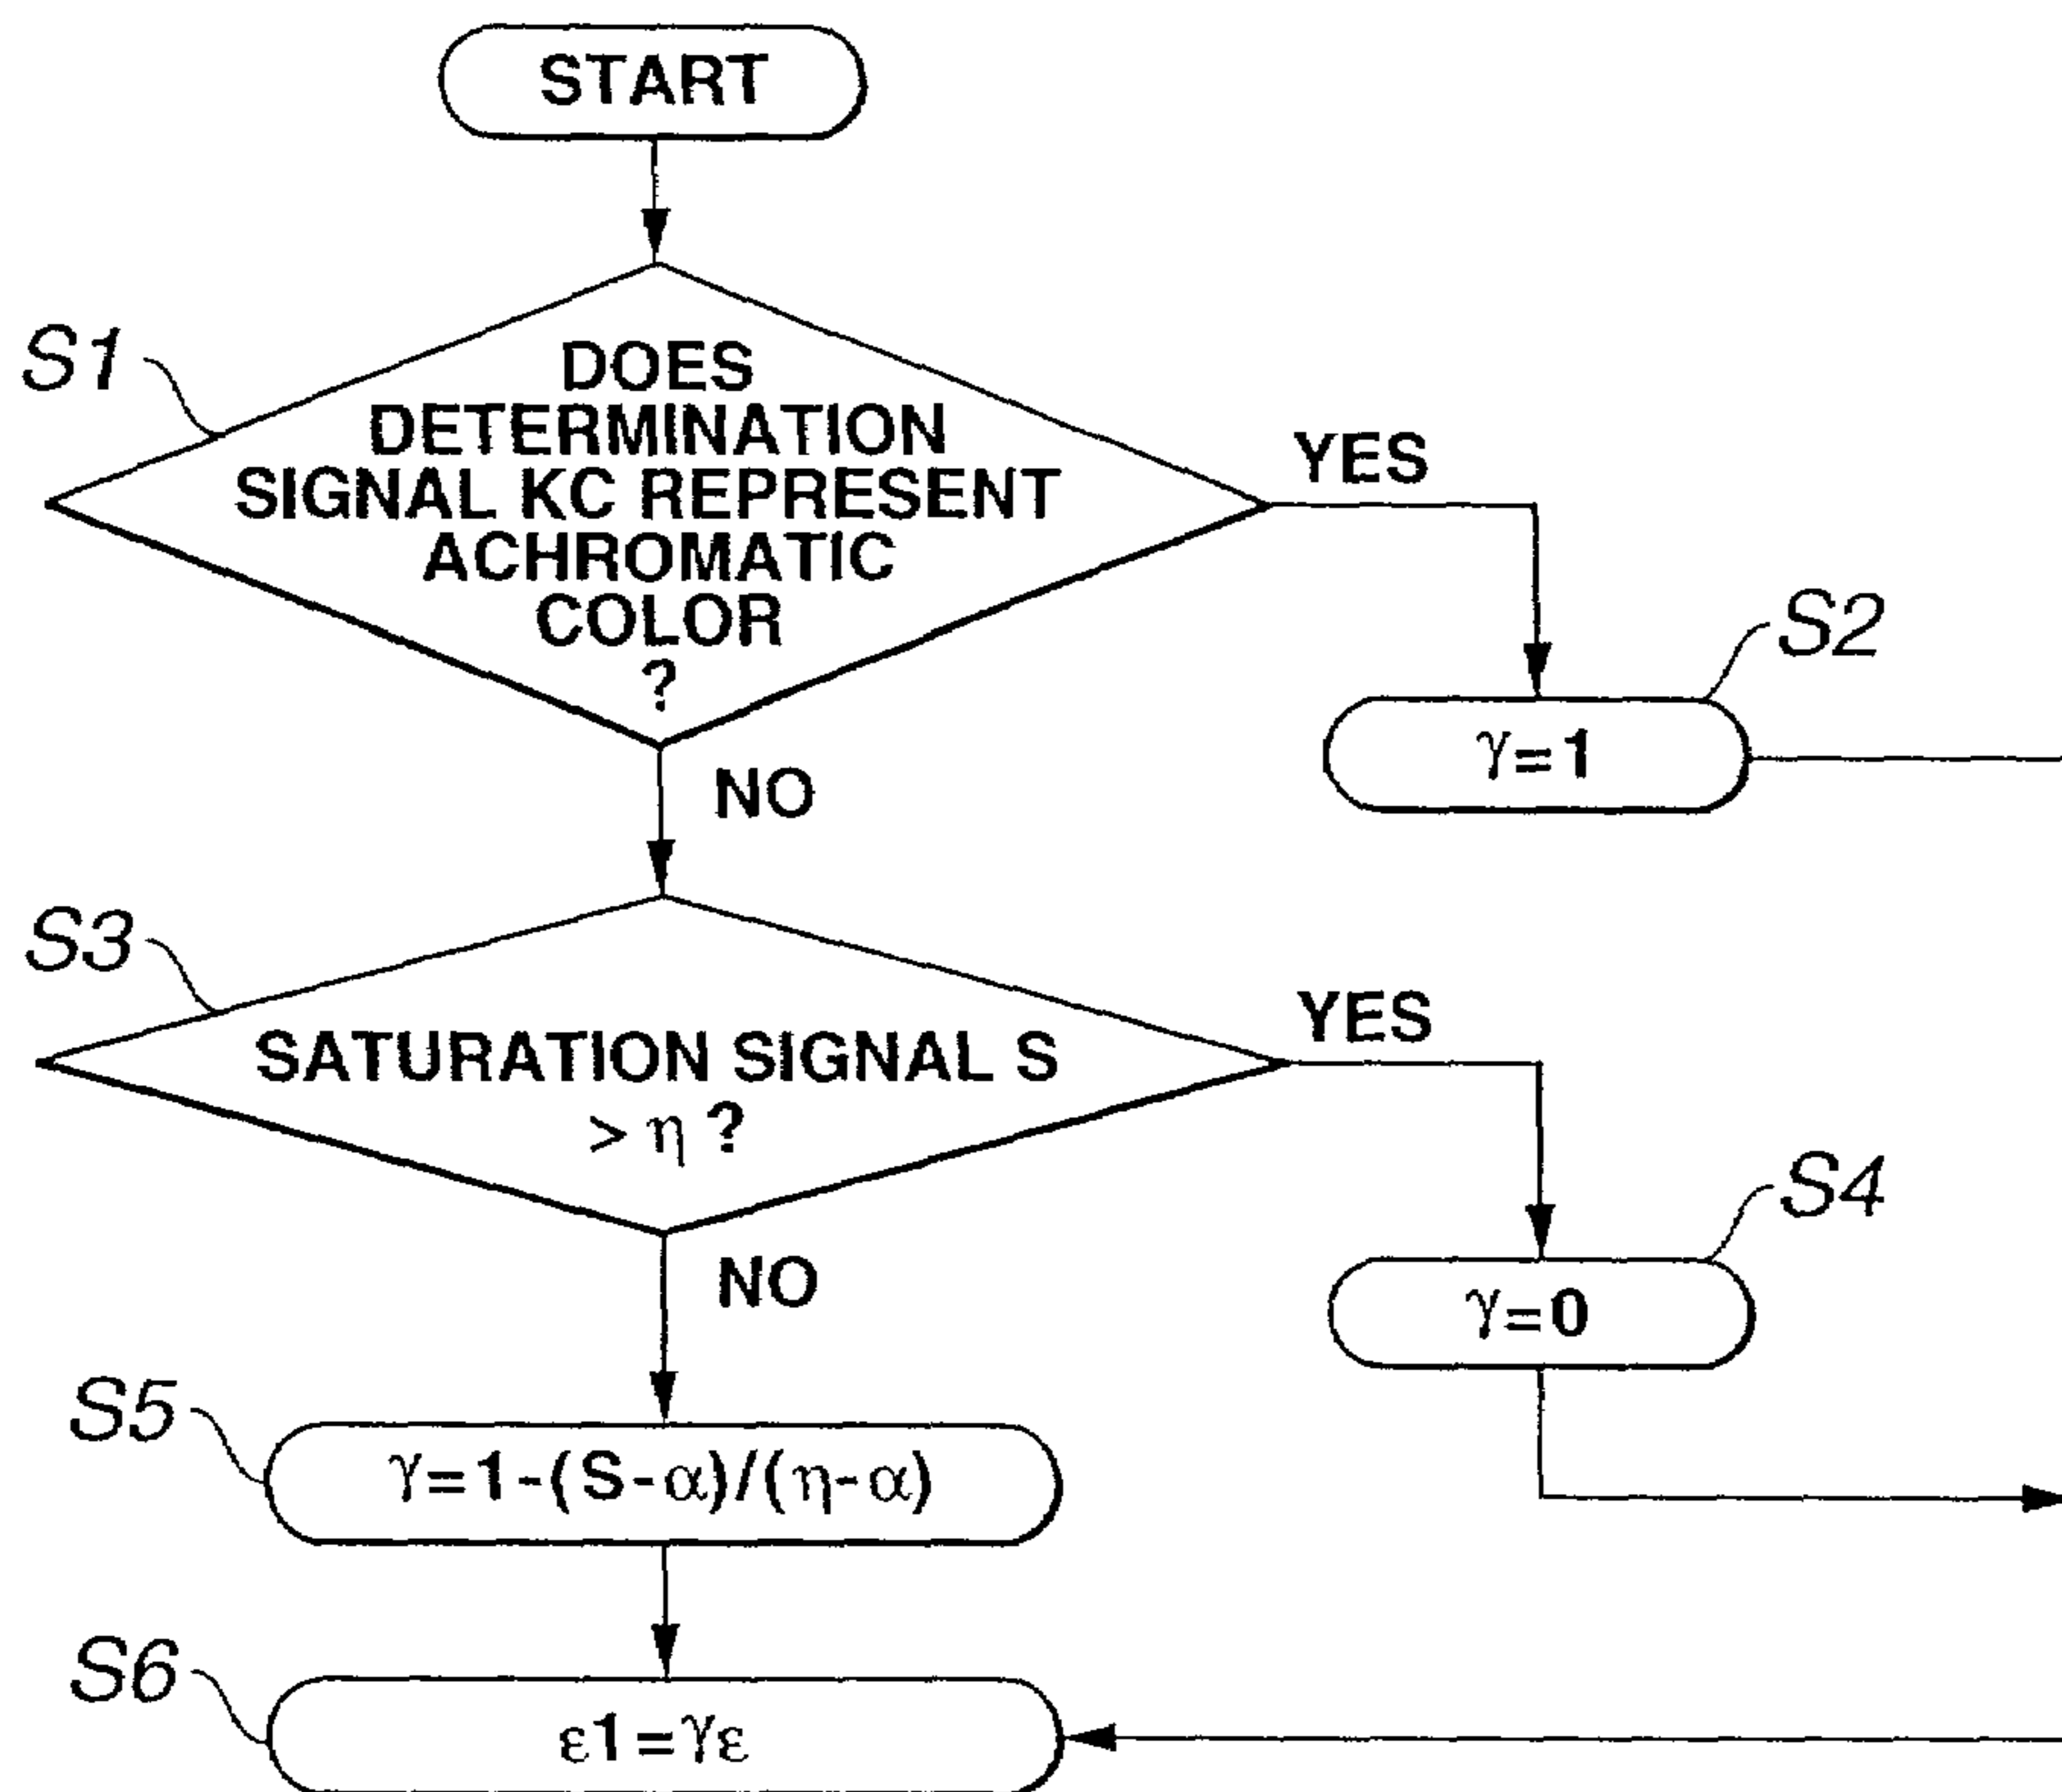 START
S1
DOES
DETERMINATION
SIGNAL KC REPRESENT
ACHROMATIC
COLOR
?
YES
S2
γ=1
NO
S3
SATURATION SIGNAL S
> η ?
YES
S4
γ=0
NO
S5
γ=1-(S-α)/(η-α)
S6
ε1=γε